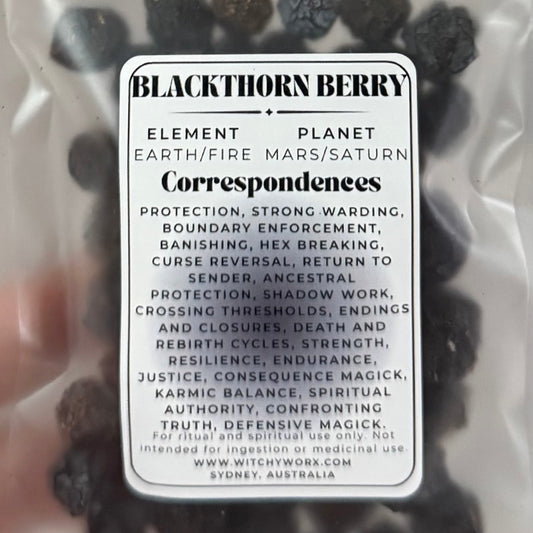 BLACKTHORN BERRY
ELEMENT PLANET
EARTH/FIRE MARS/SATURN
Correspondences
PROTECTION, STRONG WARDING,
BOUNDARY ENFORCEMENT,
BANISHING, HEX BREAKING,
CURSE REVERSAL, RETURN TO
SENDER, ANCESTRAL
PROTECTION, SHADOW WORK,
CROSSING THRESHOLDS, ENDINGS
AND CLOSURES, DEATH AND
REBIRTH CYCLES, STRENGTH,
RESILIENCE, ENDURANCE,
JUSTICE, CONSEQUENCE MAGICK,
KARMIC BALANCE, SPIRITUAL
AUTHORITY, CONFRONTING
TRUTH, DEFENSIVE MAGICK.
For ritual and spiritual use only. Not
intended for ingestion or medicinal use.
WWW.WITCHYWORX.COM
SYDNEY, AUSTRALIA